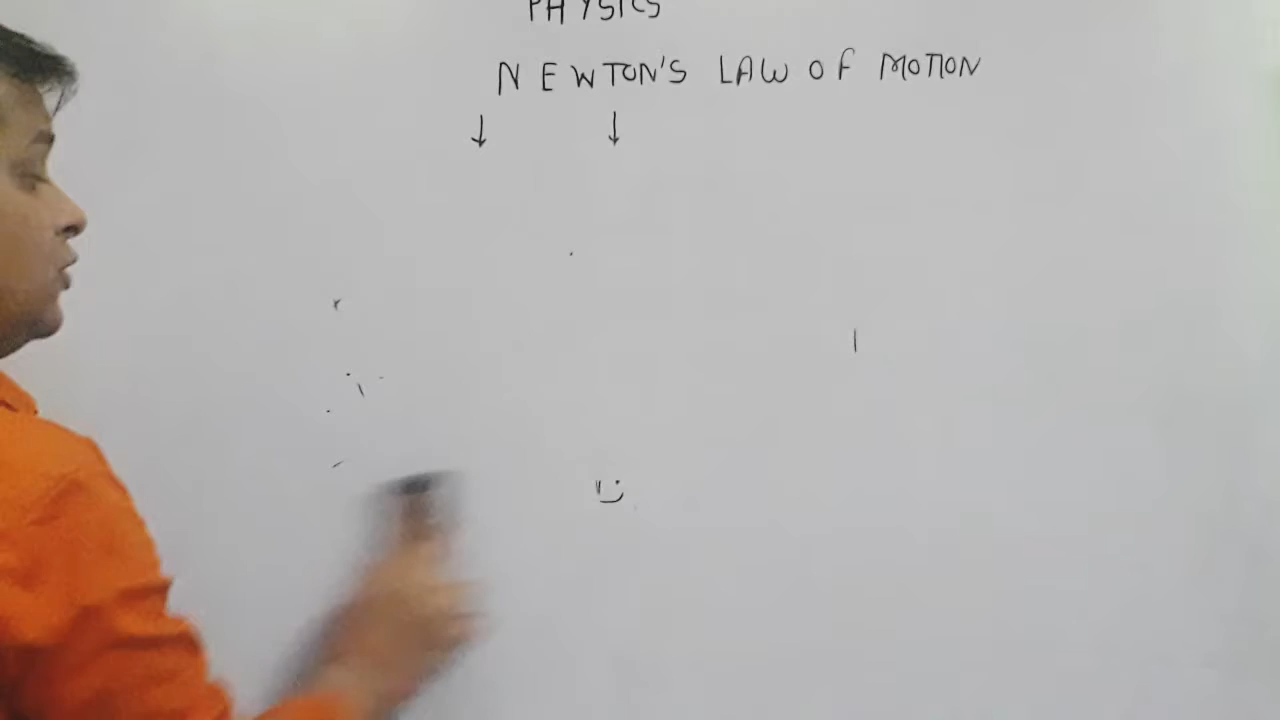 PHYSICS
NEWTON'S LAW OF MOTION
↓ ↓